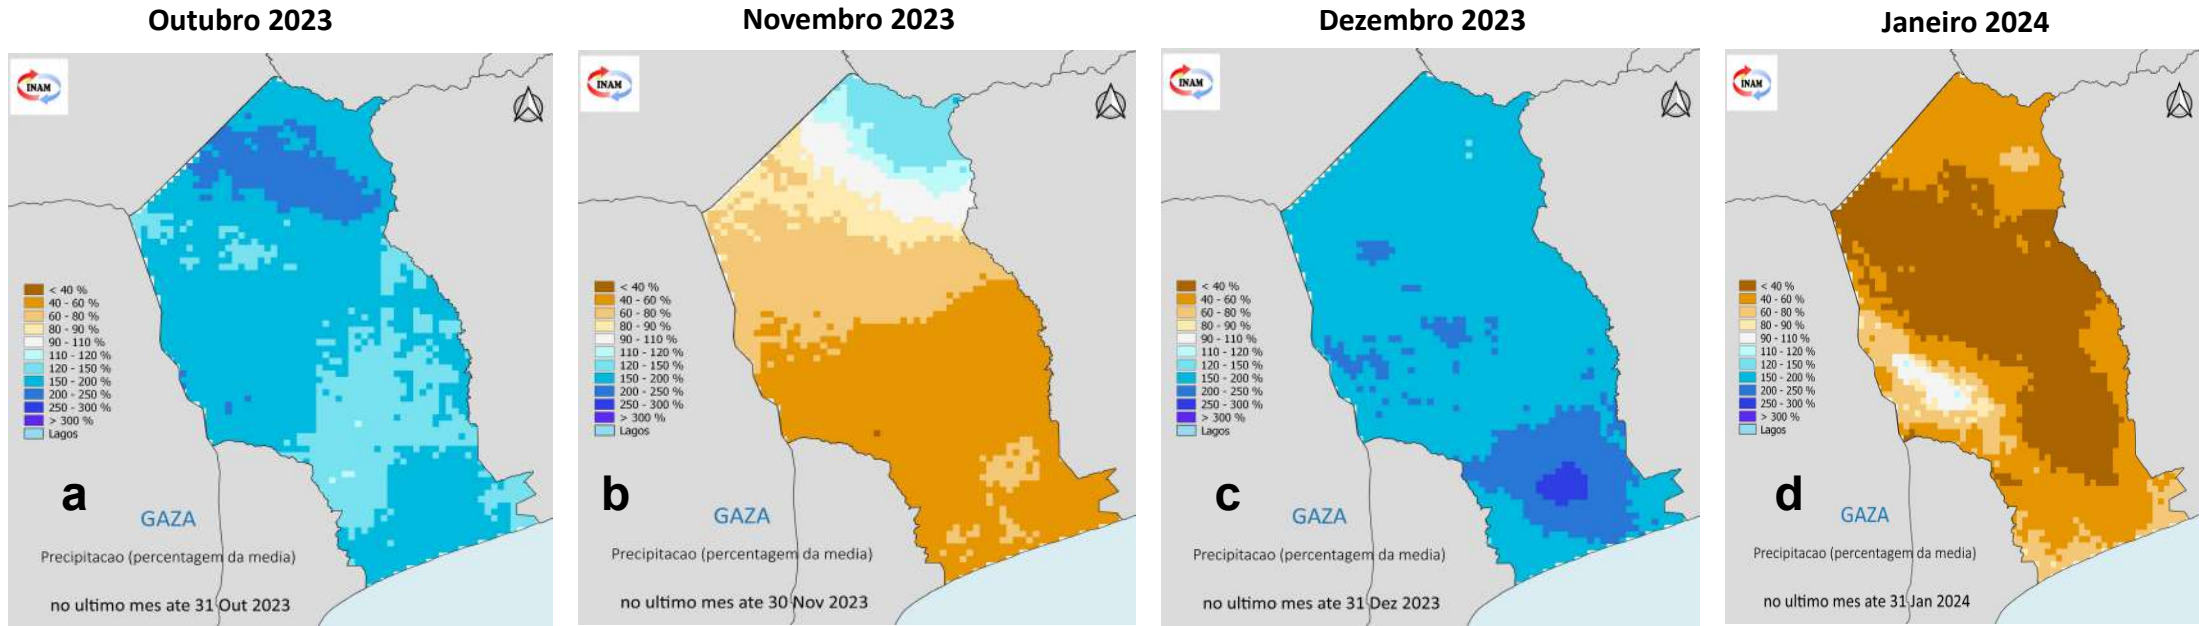 Outubro 2023
INAM
< 40 %
40 - 60 %
60 - 80 %
80 - 90 %
90 - 110 %
110 - 120 %
120 - 150 %
150 - 200 %
200 - 250 %
250 - 300 %
> 300 %
Lagos
a
GAZA
Precipitacao (percentagem da media)
no ultimo mes ate 31 Out 2023
Novembro 2023
INAM
< 40 %
40 - 60 %
60 - 80 %
80 - 90 %
90 - 110 %
110 - 120 %
120 - 150 %
150 - 200 %
200 - 250 %
250 - 300 %
> 300 %
Lagos
b
GAZA
Precipitacao (percentagem da media)
no ultimo mes ate 30 Nov 2023
Dezembro 2023
INAM
< 40 %
40 - 60 %
60 - 80 %
80 - 90 %
90 - 110 %
110 - 120 %
120 - 150 %
150 - 200 %
200 - 250 %
250 - 300 %
> 300 %
Lagos
c
GAZA
Precipitacao (percentagem da media)
no ultimo mes ate 31 Dez 2023
Janeiro 2024
INAM
< 40 %
40 - 60 %
60 - 80 %
80 - 90 %
90 - 110 %
110 - 120 %
120 - 150 %
150 - 200 %
200 - 250 %
250 - 300 %
> 300 %
Lagos
d
GAZA
Precipitacao (percentagem da media)
no ultimo mes ate 31 Jan 2024